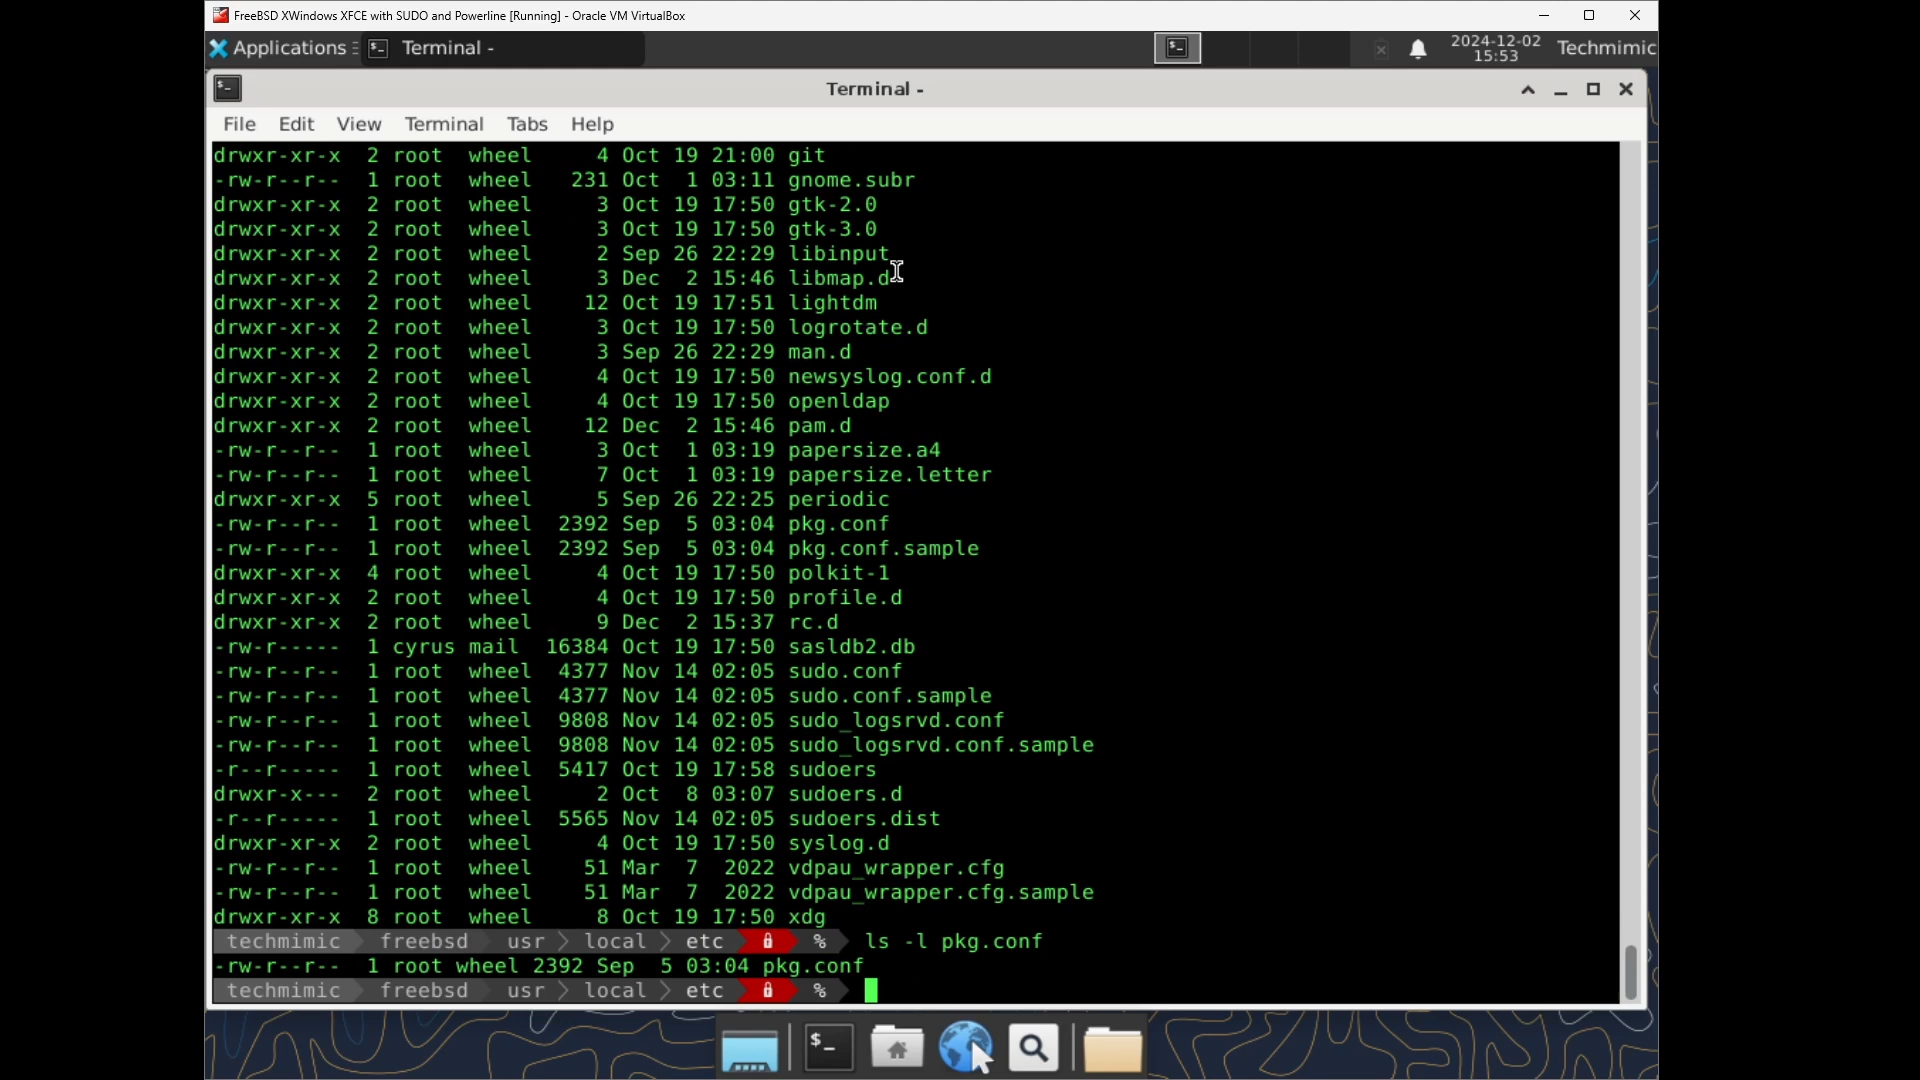 FreeBSD XWindows XFCE with SUDO and Powerline [Running] - Oracle VM VirtualBox
Applications
Terminal -
2024-12-02
15:53
Techmimic
Terminal -
File Edit View Terminal Tabs Help
drwxr-xr-x  2 root  wheel     4 Oct 19 21:00 git
-rw-r--r--  1 root  wheel   231 Oct  1 03:11 gnome.subr
drwxr-xr-x  2 root  wheel     3 Oct 19 17:50 gtk-2.0
drwxr-xr-x  2 root  wheel     3 Oct 19 17:50 gtk-3.0
drwxr-xr-x  2 root  wheel     2 Sep 26 22:29 libinput
drwxr-xr-x  2 root  wheel     3 Dec  2 15:46 libmap.d
drwxr-xr-x  2 root  wheel    12 Oct 19 17:51 lightdm
drwxr-xr-x  2 root  wheel     3 Oct 19 17:50 logrotate.d
drwxr-xr-x  2 root  wheel     3 Sep 26 22:29 man.d
drwxr-xr-x  2 root  wheel     4 Oct 19 17:50 newsyslog.conf.d
drwxr-xr-x  2 root  wheel     4 Oct 19 17:50 openldap
drwxr-xr-x  2 root  wheel    12 Dec  2 15:46 pam.d
-rw-r--r--  1 root  wheel     3 Oct  1 03:19 papersize.a4
-rw-r--r--  1 root  wheel     7 Oct  1 03:19 papersize.letter
drwxr-xr-x  5 root  wheel     5 Sep 26 22:25 periodic
-rw-r--r--  1 root  wheel  2392 Sep  5 03:04 pkg.conf
-rw-r--r--  1 root  wheel  2392 Sep  5 03:04 pkg.conf.sample
drwxr-xr-x  4 root  wheel     4 Oct 19 17:50 polkit-1
drwxr-xr-x  2 root  wheel     4 Oct 19 17:50 profile.d
drwxr-xr-x  2 root  wheel     9 Dec  2 15:37 rc.d
-rw-r-----  1 cyrus mail  16384 Oct 19 17:50 sasldb2.db
-rw-r--r--  1 root  wheel  4377 Nov 14 02:05 sudo.conf
-rw-r--r--  1 root  wheel  4377 Nov 14 02:05 sudo.conf.sample
-rw-r--r--  1 root  wheel  9808 Nov 14 02:05 sudo_logsrvd.conf
-rw-r--r--  1 root  wheel  9808 Nov 14 02:05 sudo_logsrvd.conf.sample
-r--r-----  1 root  wheel  5417 Oct 19 17:58 sudoers
drwxr-x---  2 root  wheel     2 Oct  8 03:07 sudoers.d
-r--r-----  1 root  wheel  5565 Nov 14 02:05 sudoers.dist
drwxr-xr-x  2 root  wheel     4 Oct 19 17:50 syslog.d
-rw-r--r--  1 root  wheel    51 Mar  7  2022 vdpau_wrapper.cfg
-rw-r--r--  1 root  wheel    51 Mar  7  2022 vdpau_wrapper.cfg.sample
drwxr-xr-x  8 root  wheel     8 Oct 19 17:50 xdg
techmimic freebsd usr local etc % ls -l pkg.conf
-rw-r--r--  1 root wheel 2392 Sep  5 03:04 pkg.conf
techmimic freebsd usr local etc %